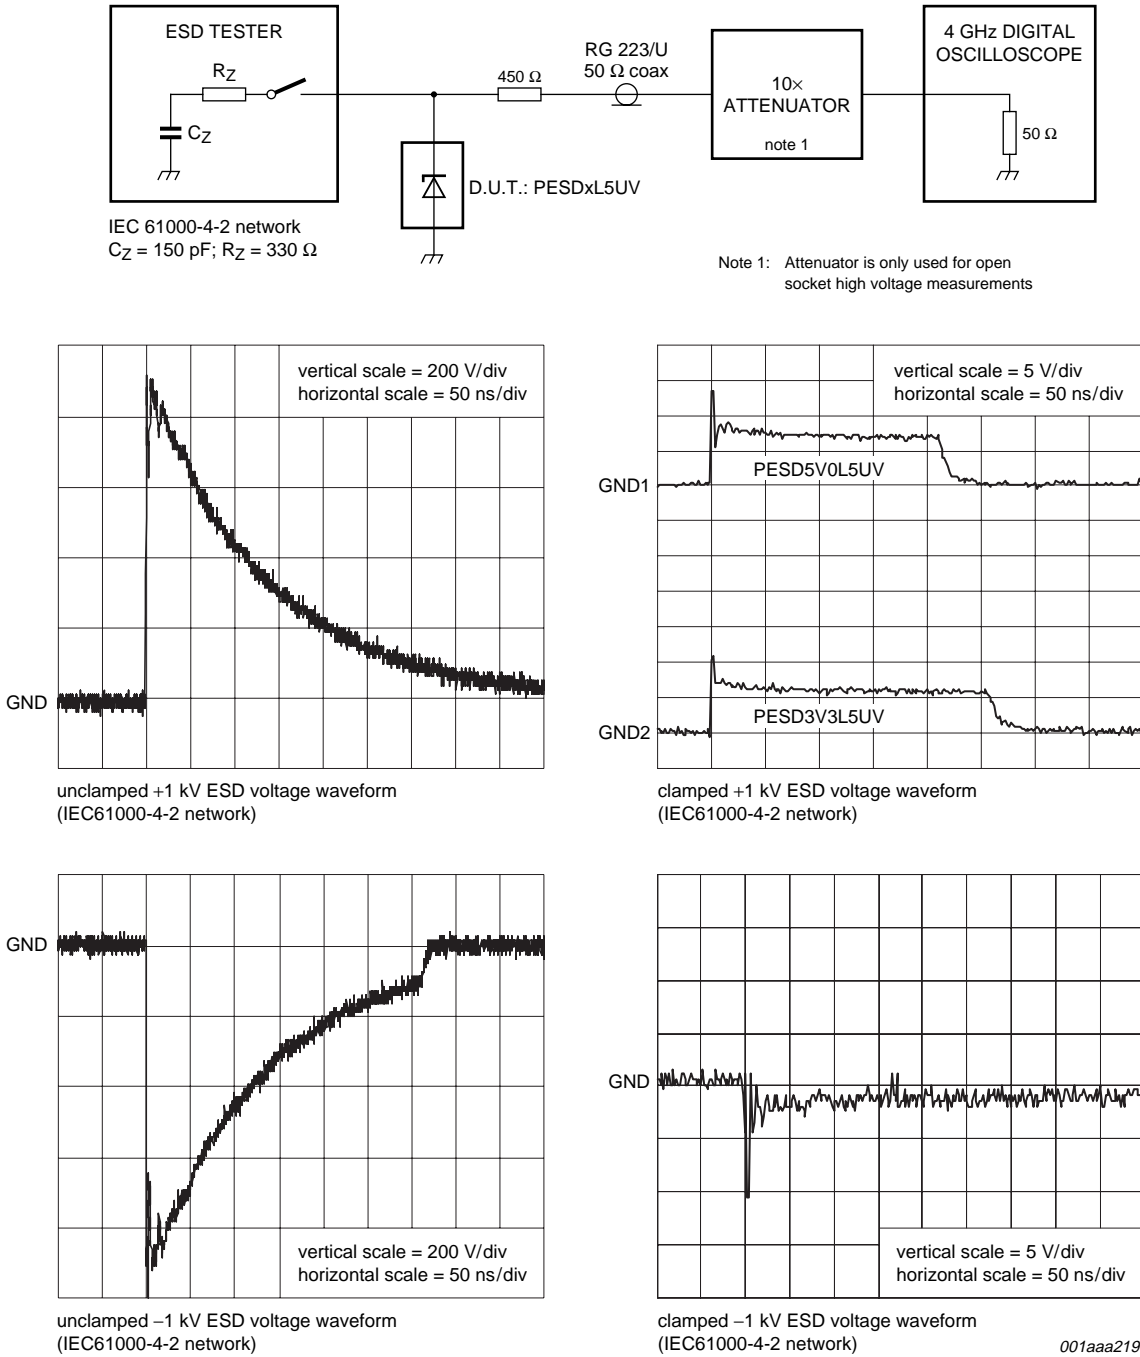 ESD TESTER
RZ
CZ
IEC 61000-4-2 network
CZ = 150 pF; RZ = 330 Ω
D.U.T.: PESDxL5UV
450 Ω
RG 223/U
50 Ω coax
10×
ATTENUATOR
note 1
4 GHz DIGITAL
OSCILLOSCOPE
50 Ω
Note 1: Attenuator is only used for open
socket high voltage measurements
vertical scale = 200 V/div
horizontal scale = 50 ns/div
GND
unclamped +1 kV ESD voltage waveform
(IEC61000-4-2 network)
vertical scale = 5 V/div
horizontal scale = 50 ns/div
GND1
PESD5V0L5UV
GND2
PESD3V3L5UV
clamped +1 kV ESD voltage waveform
(IEC61000-4-2 network)
GND
vertical scale = 200 V/div
horizontal scale = 50 ns/div
unclamped −1 kV ESD voltage waveform
(IEC61000-4-2 network)
GND
vertical scale = 5 V/div
horizontal scale = 50 ns/div
clamped −1 kV ESD voltage waveform
(IEC61000-4-2 network)
001aaa219